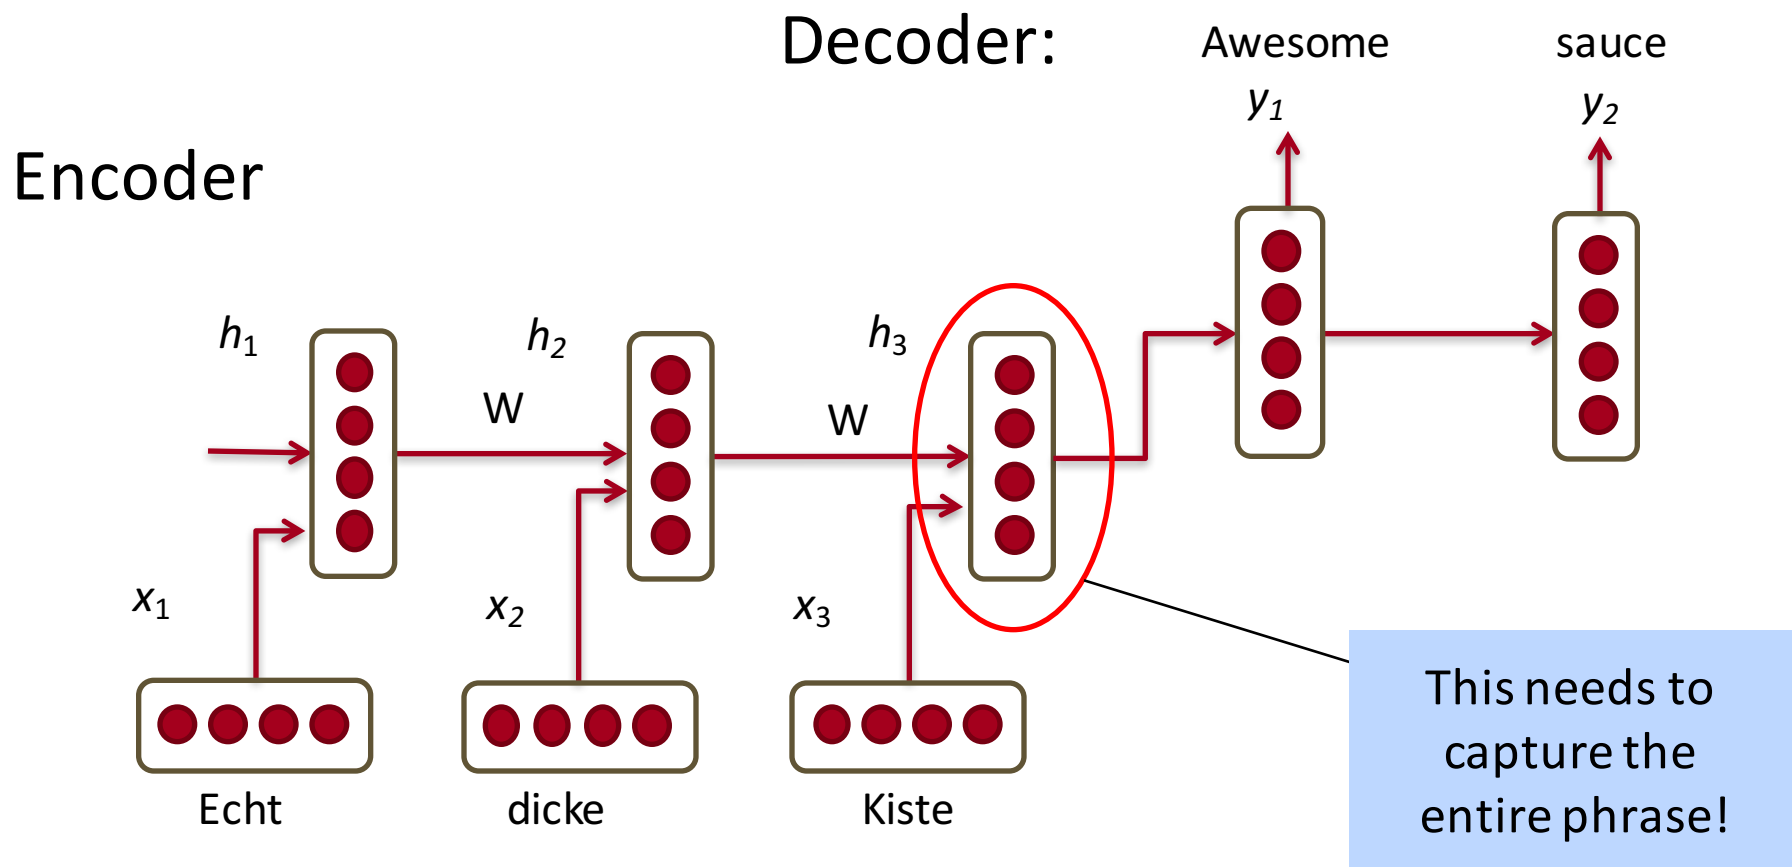 Decoder:
Awesome
sauce
y1
y2
Encoder
h1
h2
h3
W
W
x1
x2
x3
Echt
dicke
Kiste
This needs to
capture the
entire phrase!